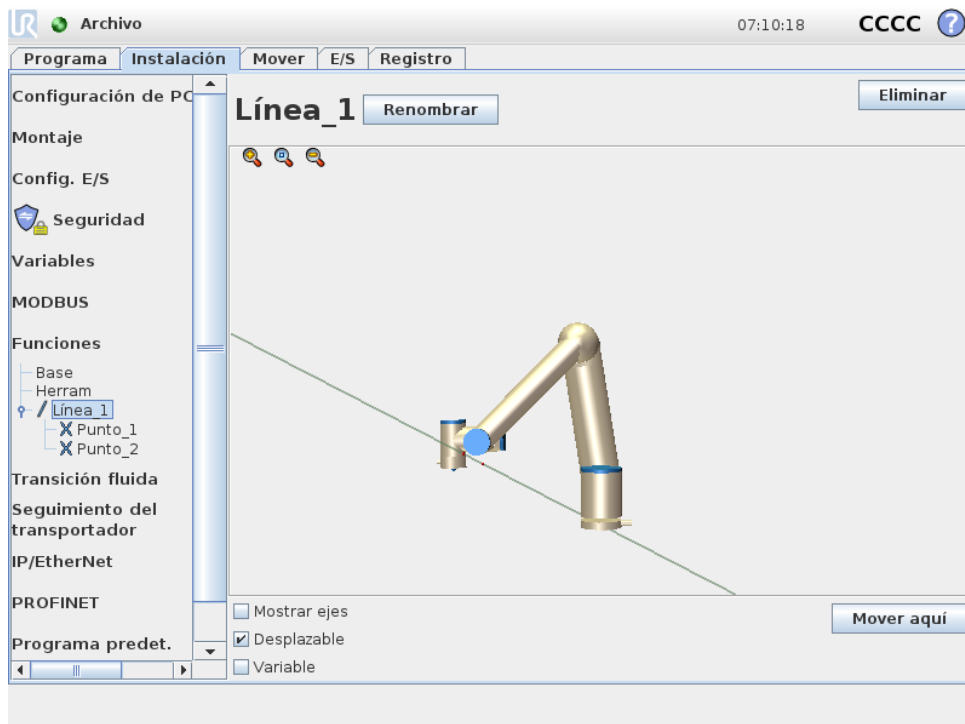 UR
Archivo
07:10:18
CCCC
?
Programa
Instalación
Mover
E/S
Registro
Configuración de PC
Montaje
Config. E/S
Seguridad
Variables
MODBUS
Funciones
Base
Herram
Línea_1
Punto_1
Punto_2
Transición fluida
Seguimiento del
transportador
IP/EtherNet
PROFINET
Programa predet.
Línea_1
Renombrar
Eliminar
Mostrar ejes
Desplazable
Variable
Mover aquí